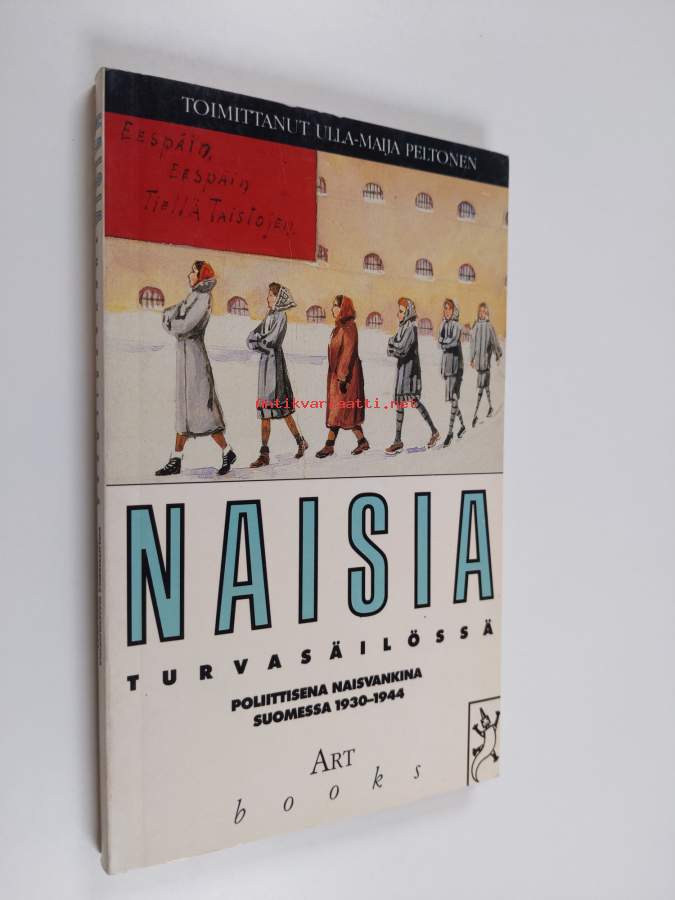 TOIMITTANUT ULLA-MAIJA PELTONEN
EESPÄIN,
EESPÄIN
TIELLÄ TAISTOJEN.
Antikvariaatti.net
NAISIA
TURVASÄILÖSSÄ
POLIITTISENA NAISVANKINA
SUOMESSA 1930–1944
ART
books